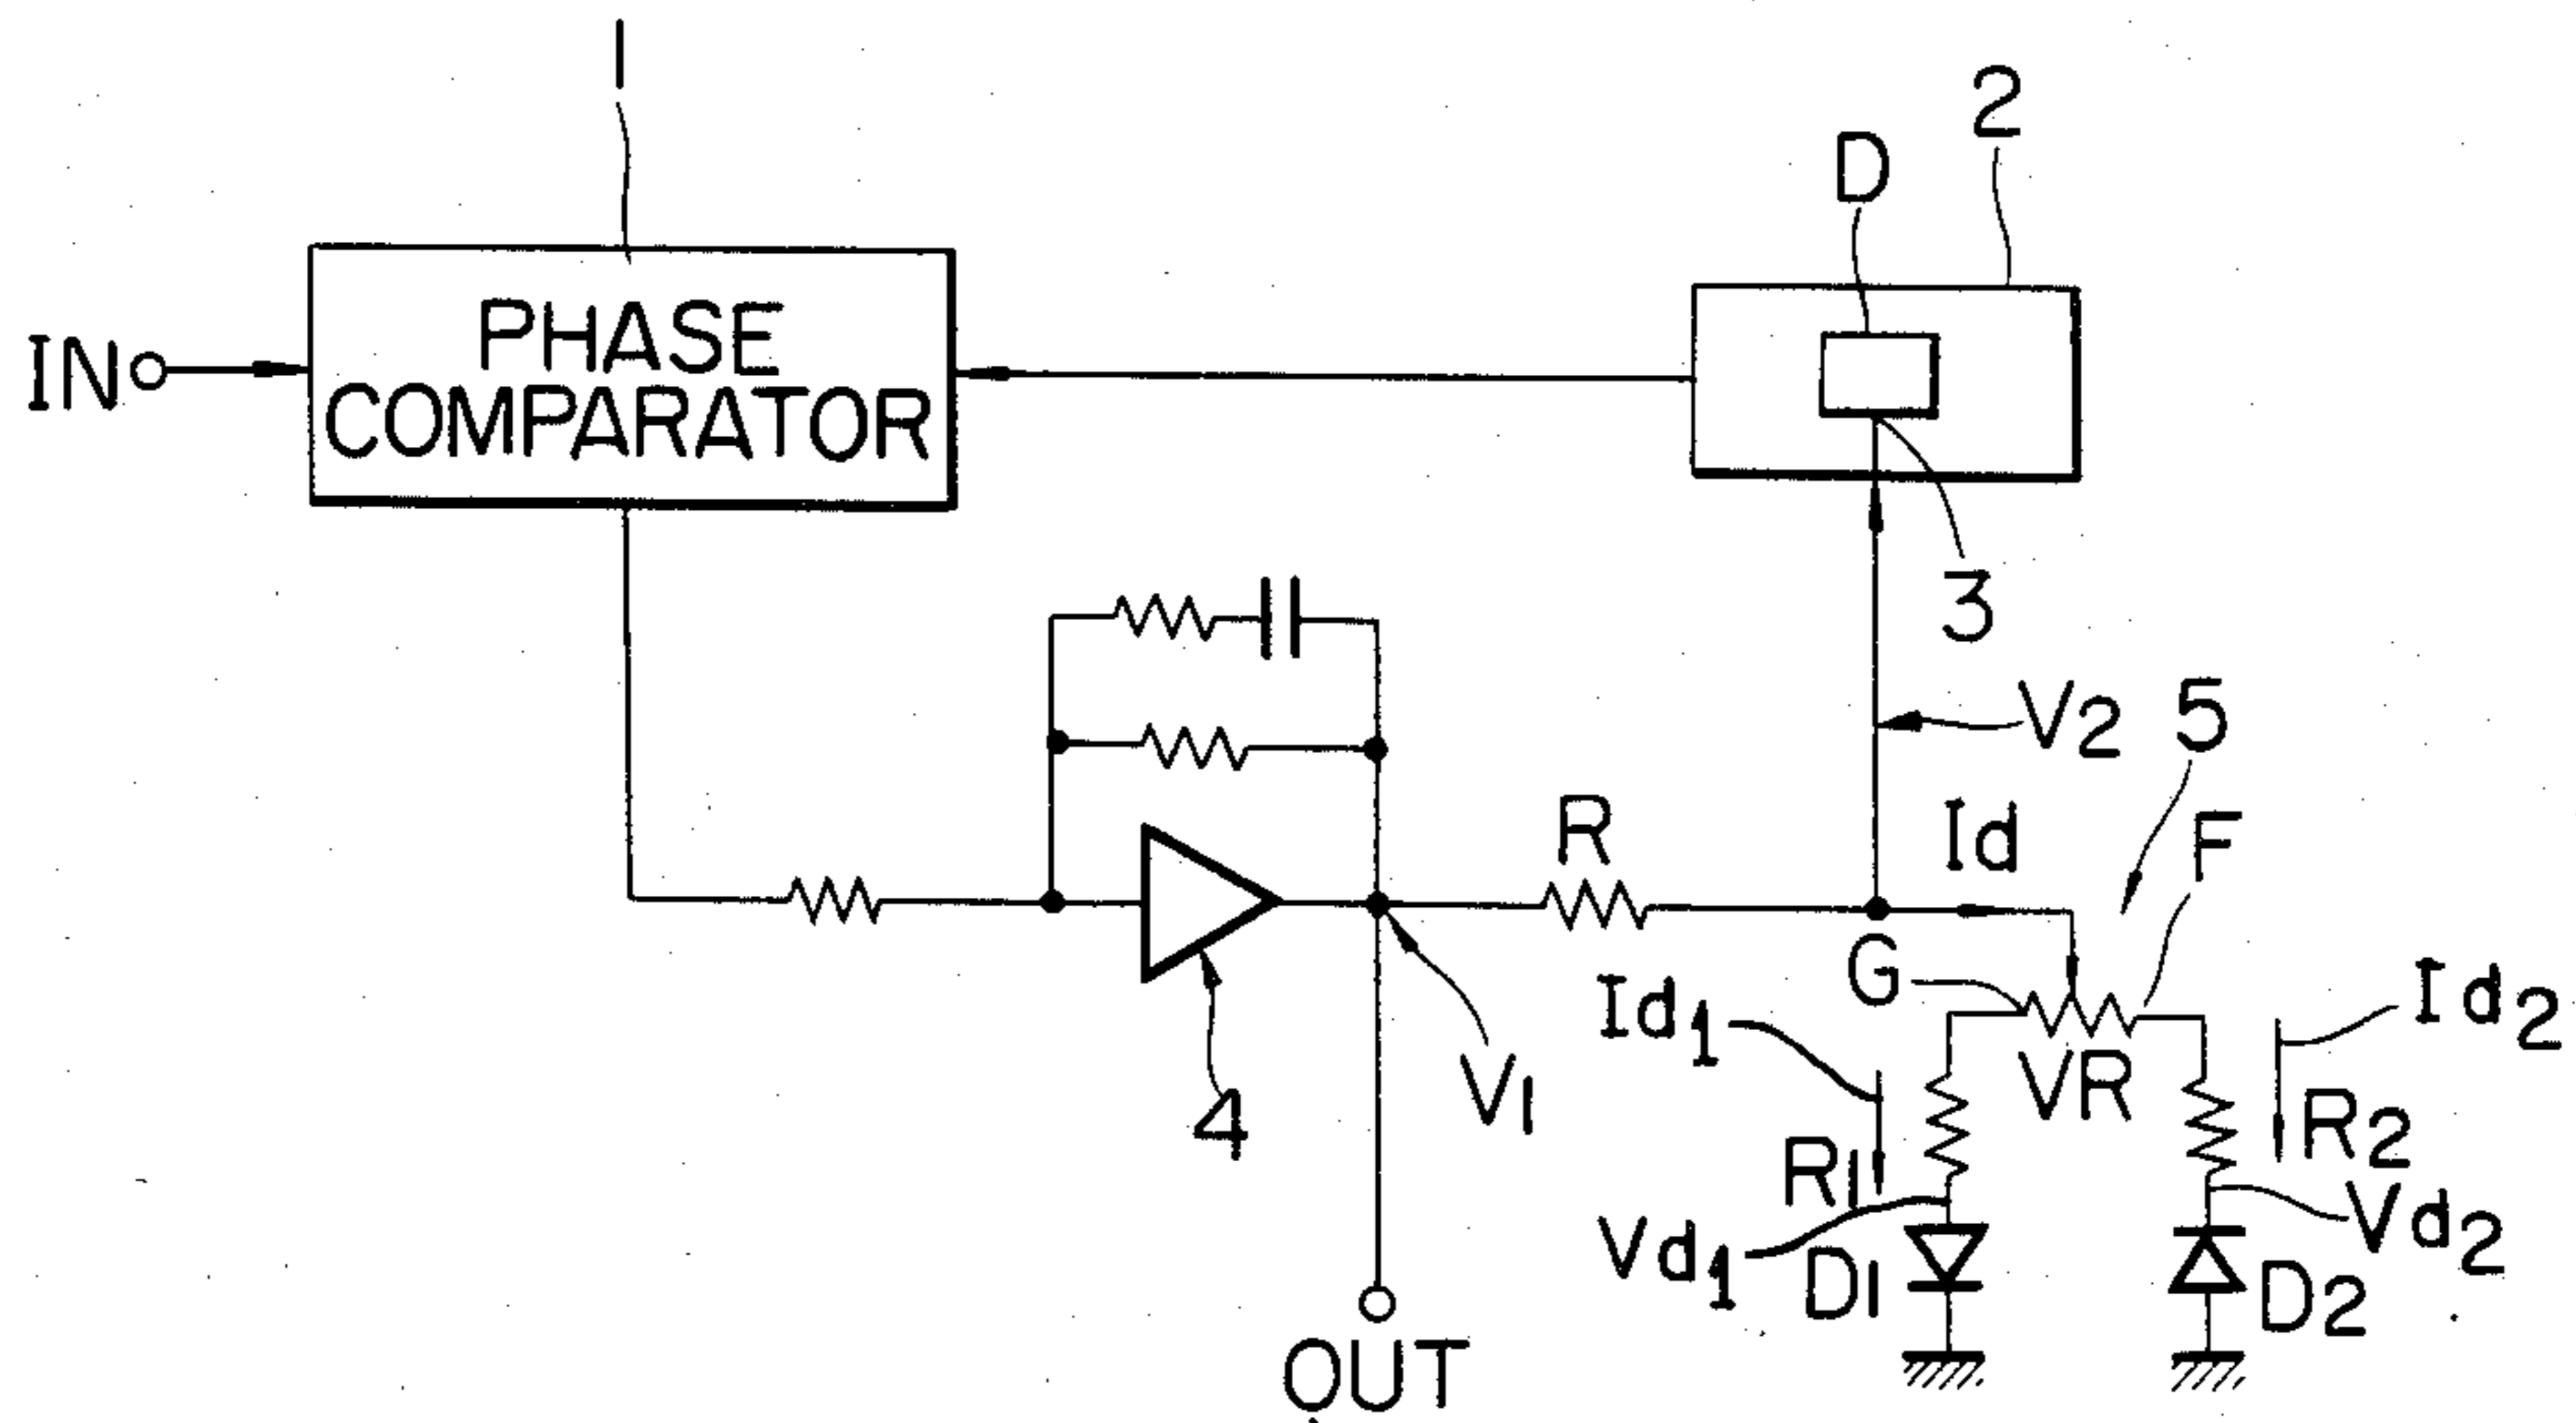 1
2
D
IN
PHASE
COMPARATOR
3
V2
5
R
Id
F
G
Id1
Id2
VR
V1
4
R1
R2
Vd1
Vd2
D1
D2
OUT